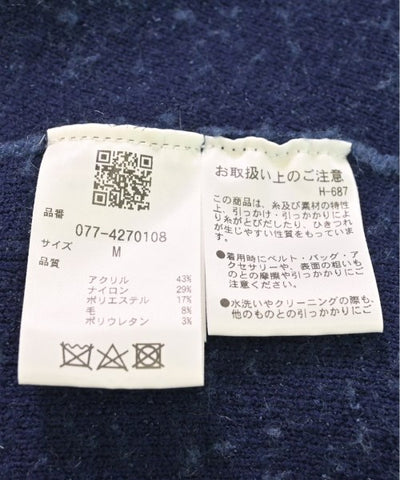 品番
077-4270108
サイズ
M
品質
アクリル 43%
ナイロン 29%
ポリエステル 17%
毛 8%
ポリウレタン 3%
お取扱い上のご注意
H-687
この商品は、糸及び素材の特性
上、引っかけ・引っかかりによ
り糸がとびだしたり、ひきつれ
が生じやすい性質をもっていま
す。
●着用時にベルト・バッグ・ア
クセサリーや、表面の粗いも
のとの摩擦や引っかかりにご
●水洗いやクリーニングの際も、
他のものとの引っかかりにご